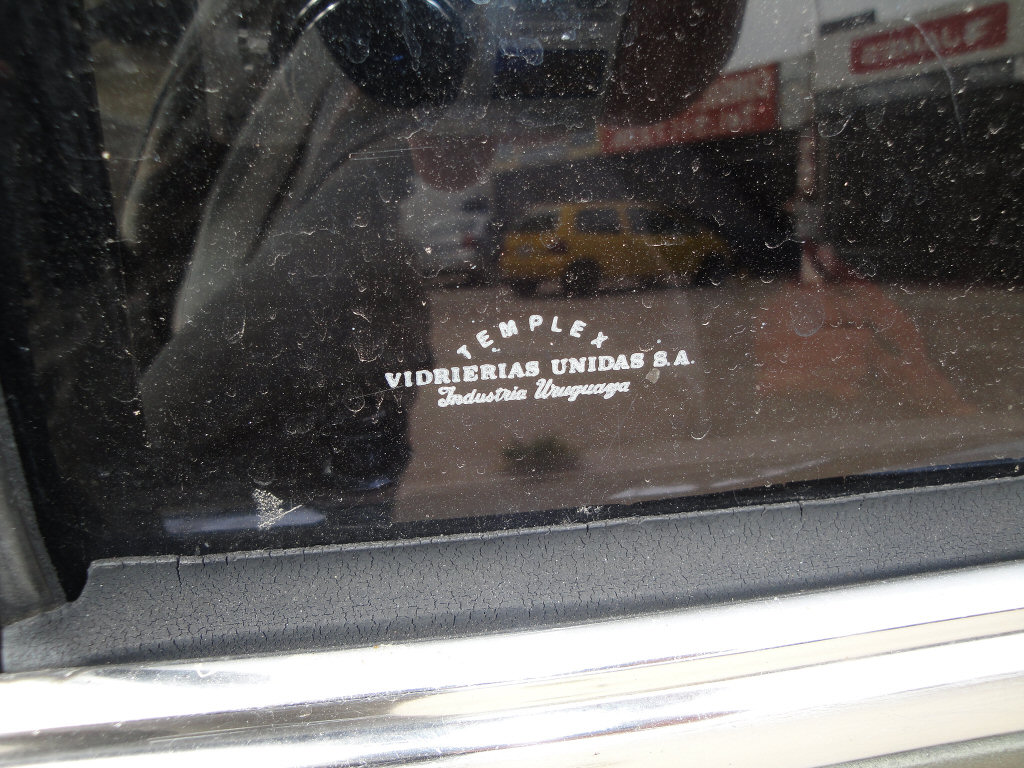 TEMPLEX
VIDRIERIAS UNIDAS S.A.
Industria Uruguaya